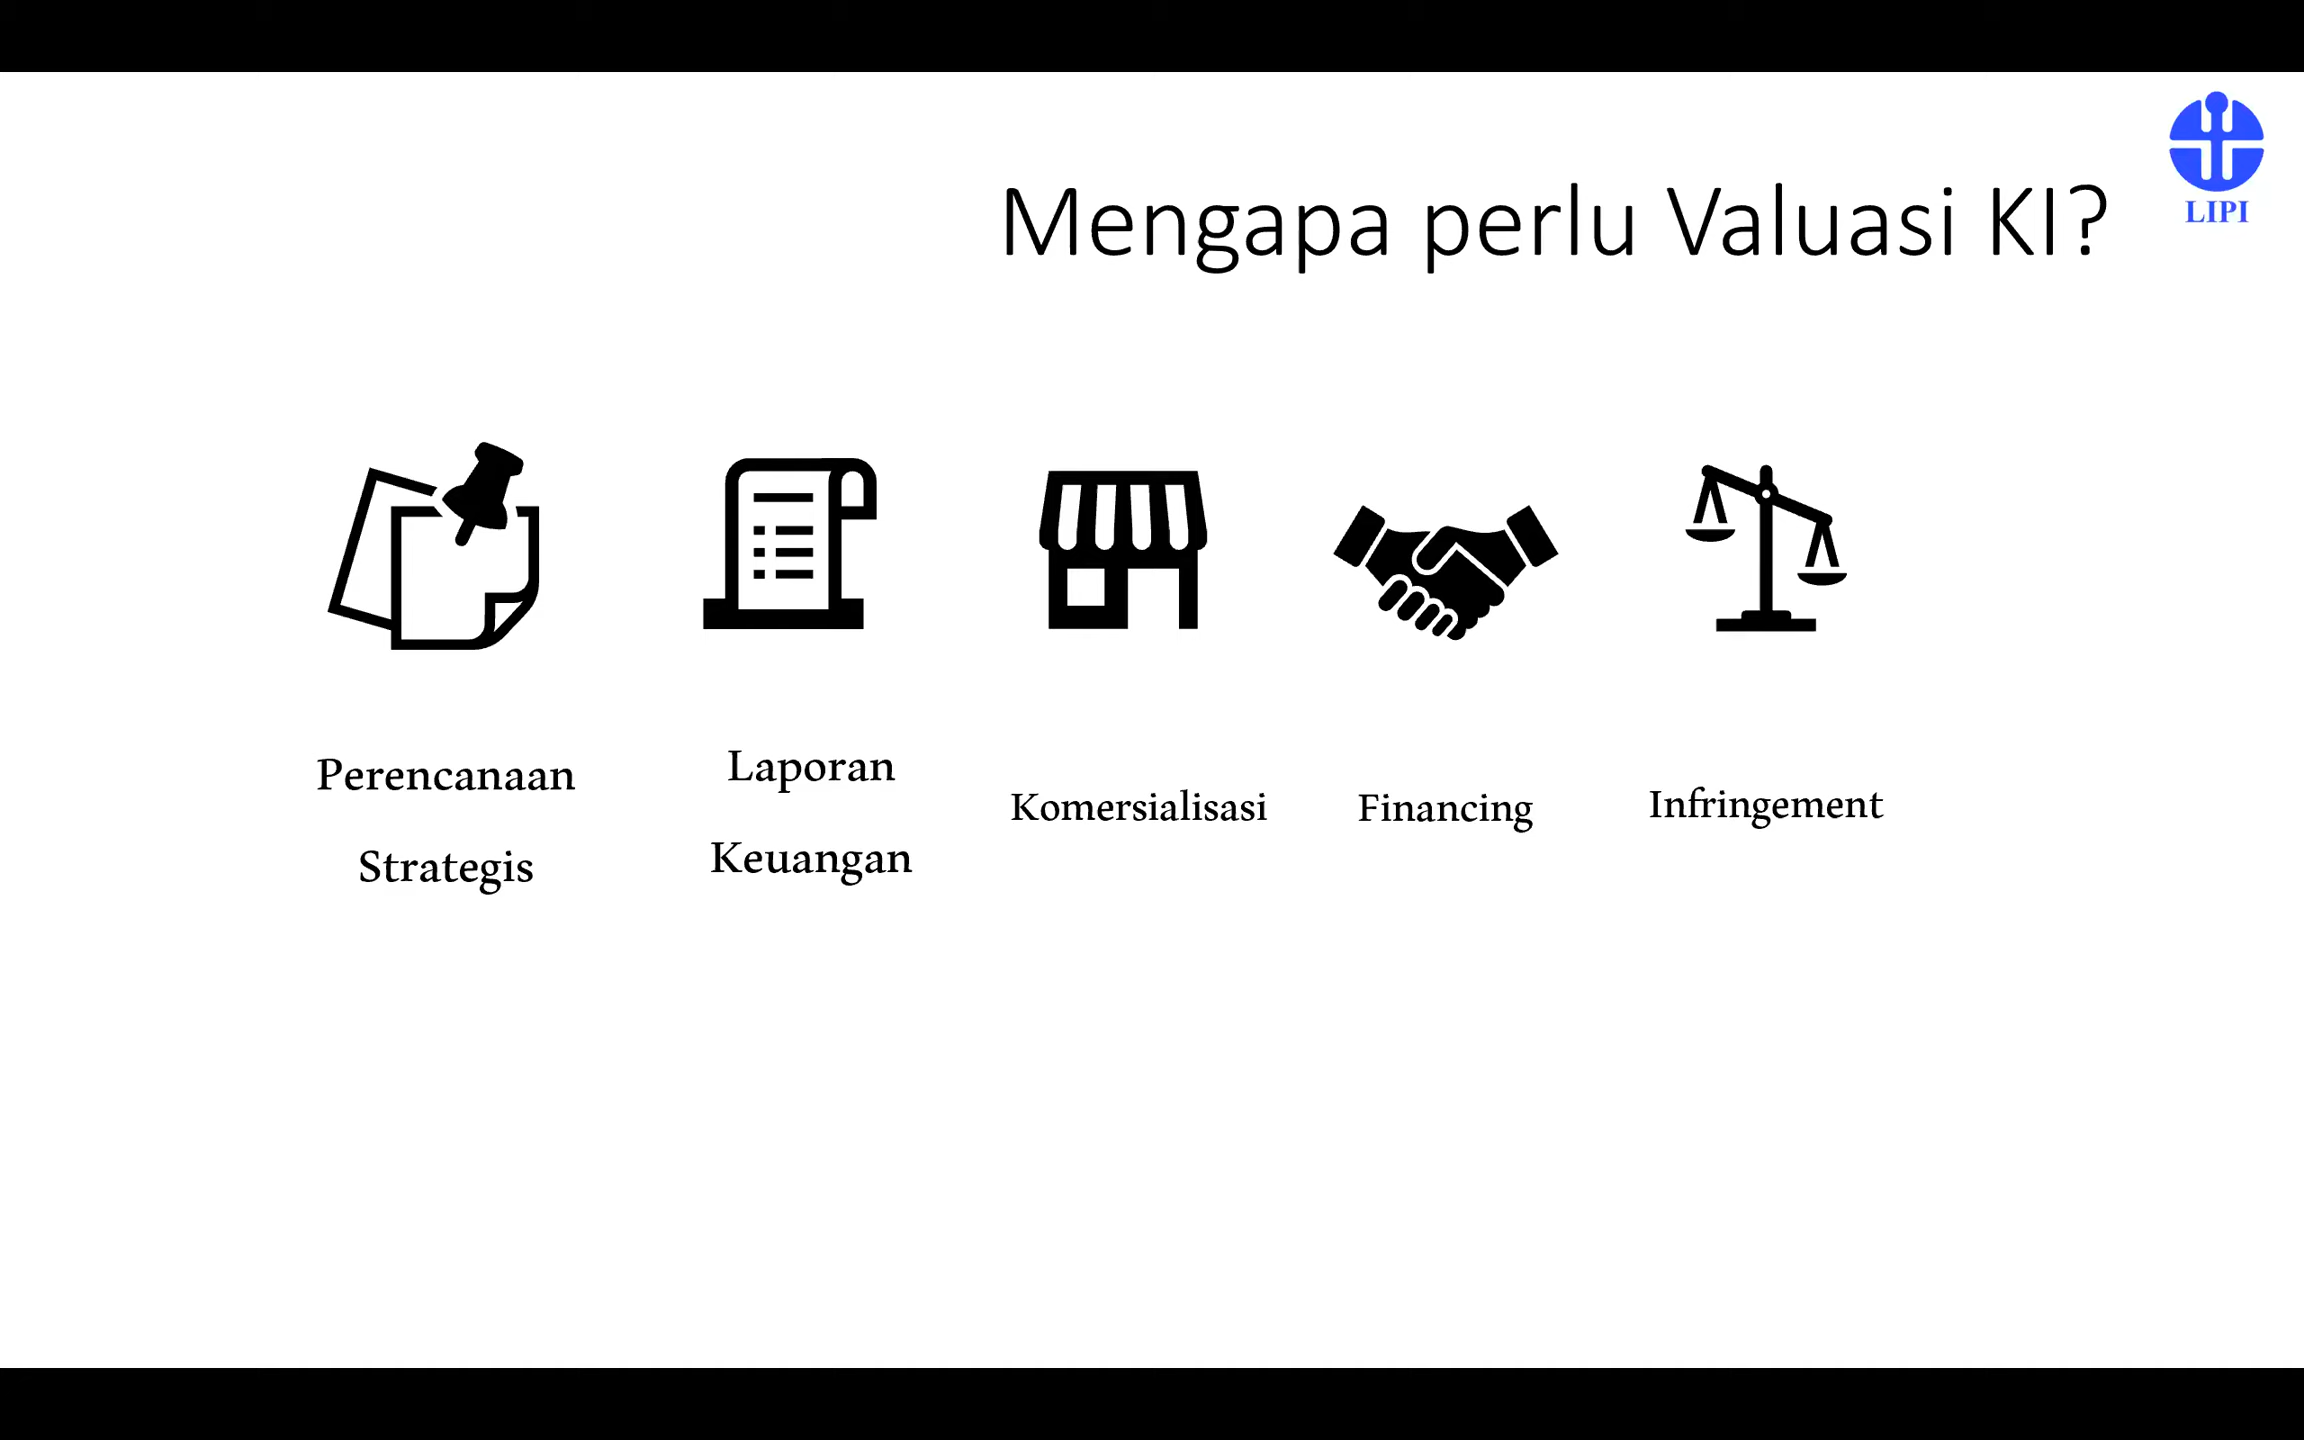 LIPI
Mengapa perlu Valuasi KI?
Perencanaan
Strategis
Laporan
Keuangan
Komersialisasi
Financing
Infringement